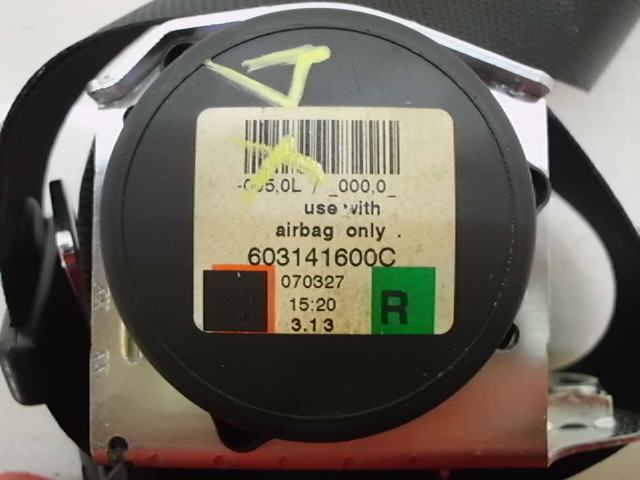 -005,0L / _000,0_
use with
airbag only .
603141600C
070327
15:20
3.13
R